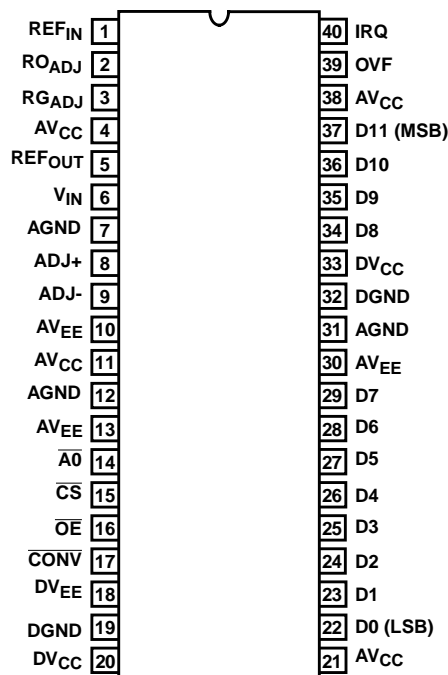 REFIN 1 40 IRQ
ROADJ 2 39 OVF
RGADJ 3 38 AVCC
AVCC 4 37 D11 (MSB)
REFOUT 5 36 D10
VIN 6 35 D9
AGND 7 34 D8
ADJ+ 8 33 DVCC
ADJ- 9 32 DGND
AVEE 10 31 AGND
AVCC 11 30 AVEE
AGND 12 29 D7
AVEE 13 28 D6
A0 14 27 D5
CS 15 26 D4
OE 16 25 D3
CONV 17 24 D2
DVEE 18 23 D1
DGND 19 22 D0 (LSB)
DVCC 20 21 AVCC